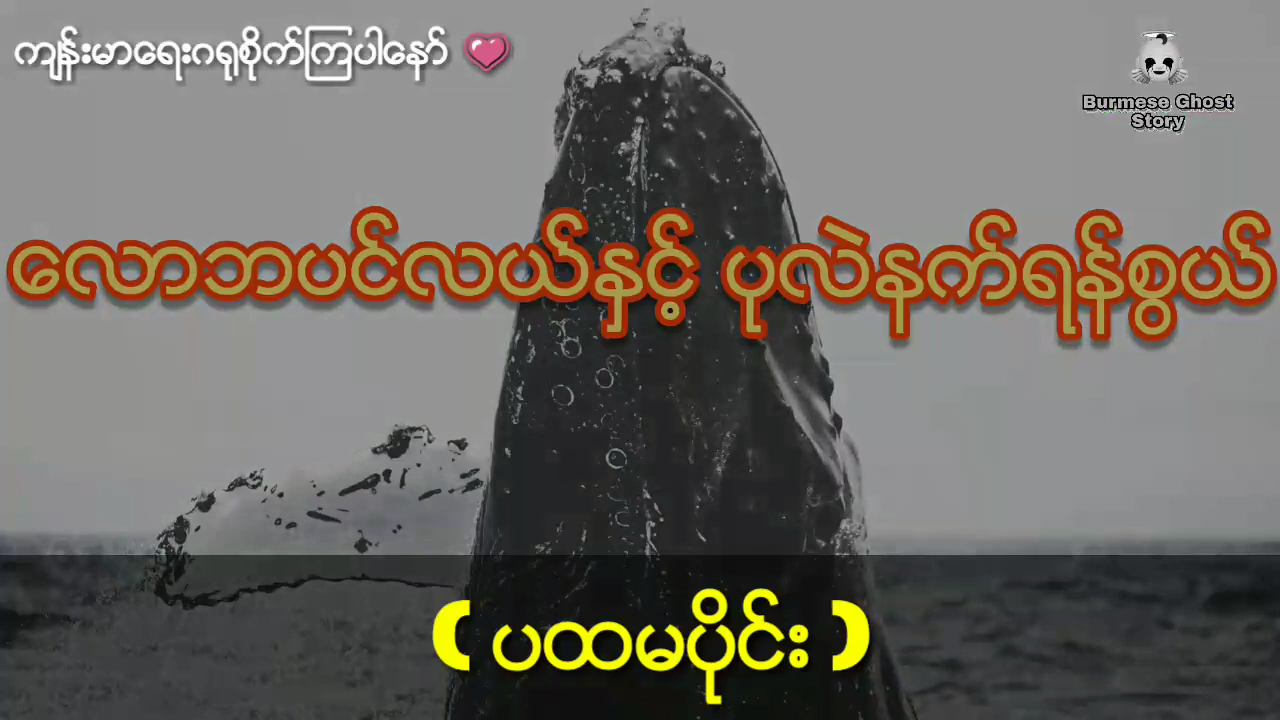 ကျန်းမာရေးဂရုစိုက်ကြပါနော် 💗
Burmese Ghost
Story
လောဘပင်လယ်နှင့် ပုလဲနက်ရန်စွယ်
( ပထမပိုင်း )